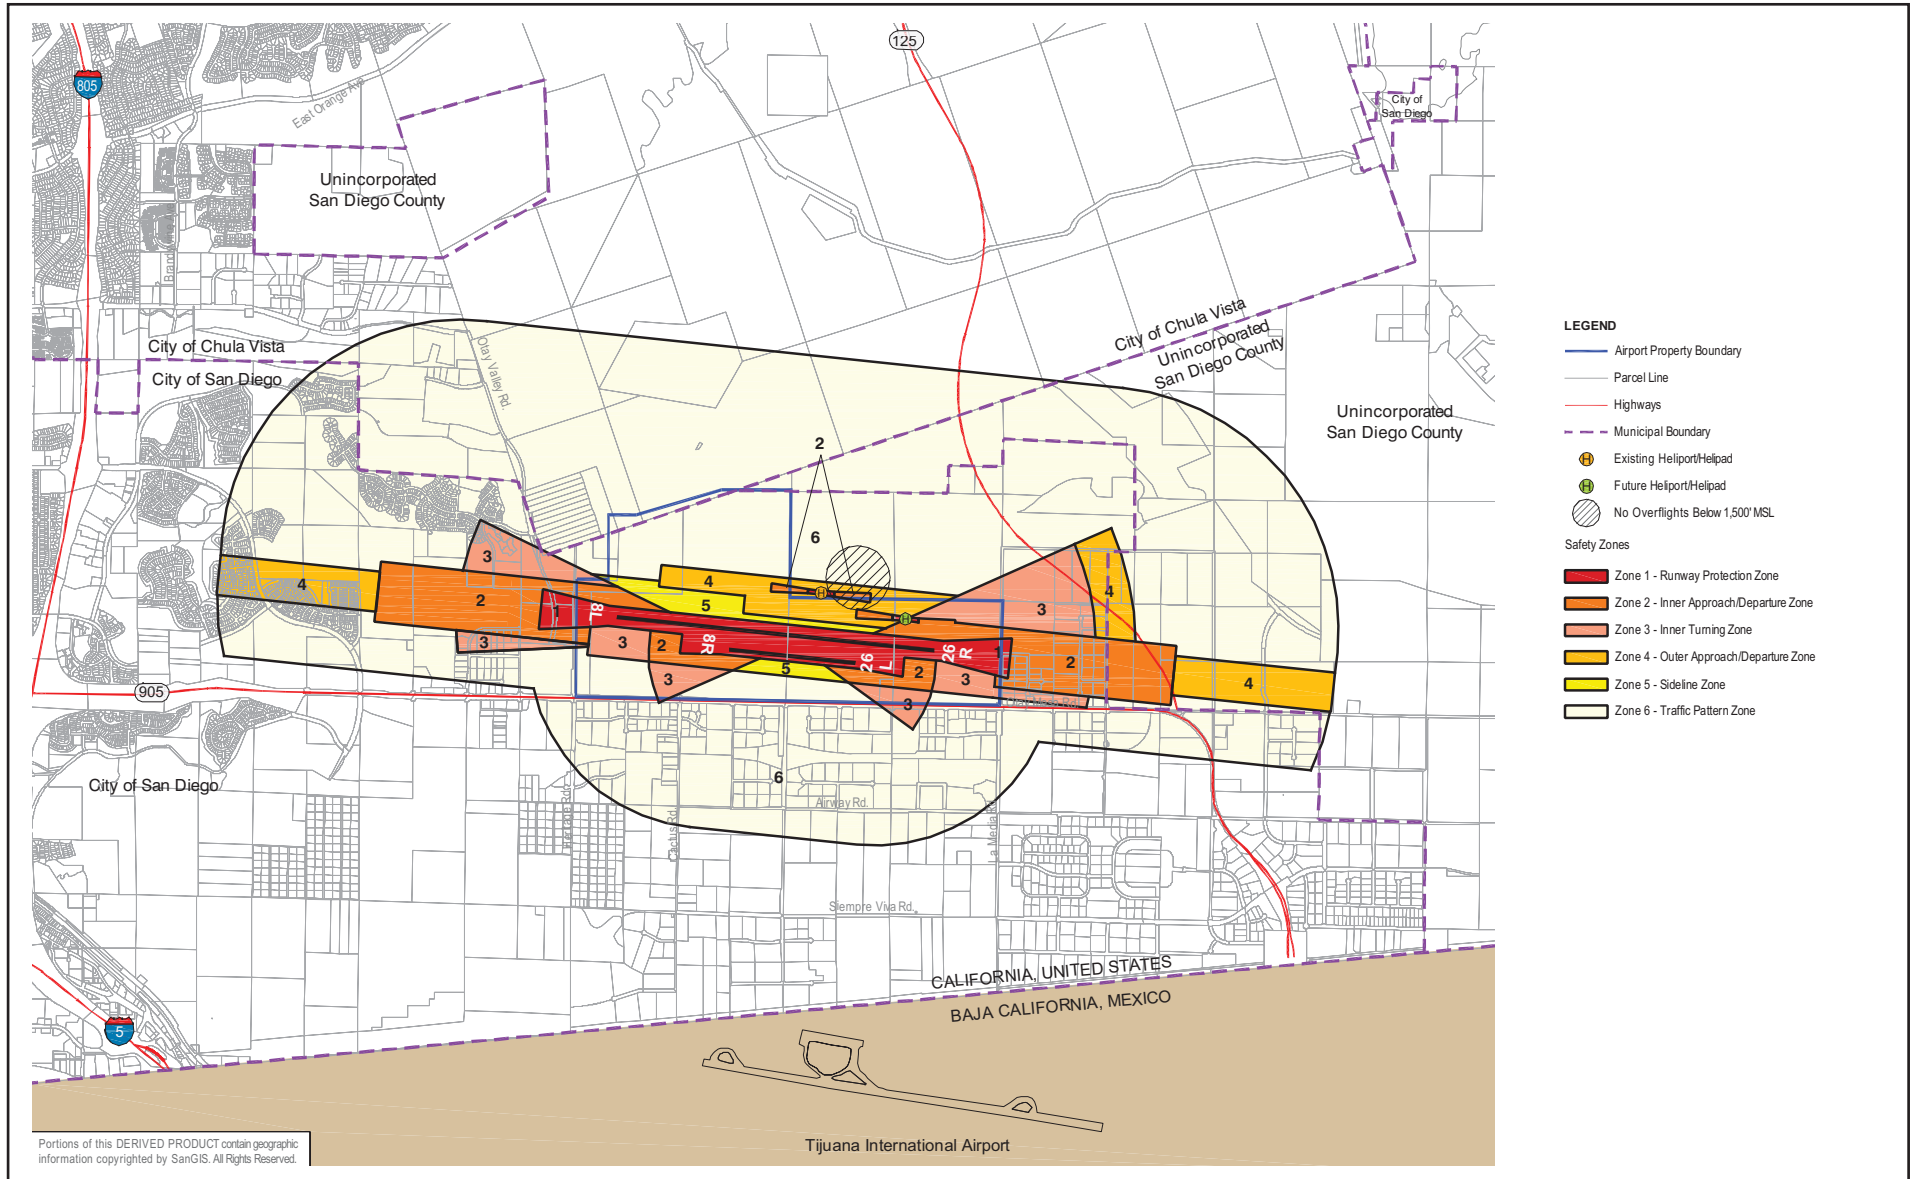 805
125
East Orange Ave.
City of
San Diego
Unincorporated
San Diego County
City of Chula Vista
City of San Diego
Otay Valley Rd.
City of Chula Vista
Unincorporated
San Diego County
Unincorporated
San Diego County
2
6
3
4
4
2
1
8L
5
3
4
3
3
2
8R
5
26
L
26
R
1
2
3
2
3
3
4
905
Otay Mesa Rd.
6
City of San Diego
Heritage Rd.
Cactus Rd.
Airway Rd.
La Media Rd.
Siempre Viva Rd.
CALIFORNIA, UNITED STATES
BAJA CALIFORNIA, MEXICO
5
Tijuana International Airport
Portions of this DERIVED PRODUCT contain geographic
information copyrighted by SanGIS. All Rights Reserved.
LEGEND
Airport Property Boundary
Parcel Line
Highways
Municipal Boundary
H Existing Heliport/Helipad
H Future Heliport/Helipad
No Overflights Below 1,500' MSL
Safety Zones
Zone 1 - Runway Protection Zone
Zone 2 - Inner Approach/Departure Zone
Zone 3 - Inner Turning Zone
Zone 4 - Outer Approach/Departure Zone
Zone 5 - Sideline Zone
Zone 6 - Traffic Pattern Zone